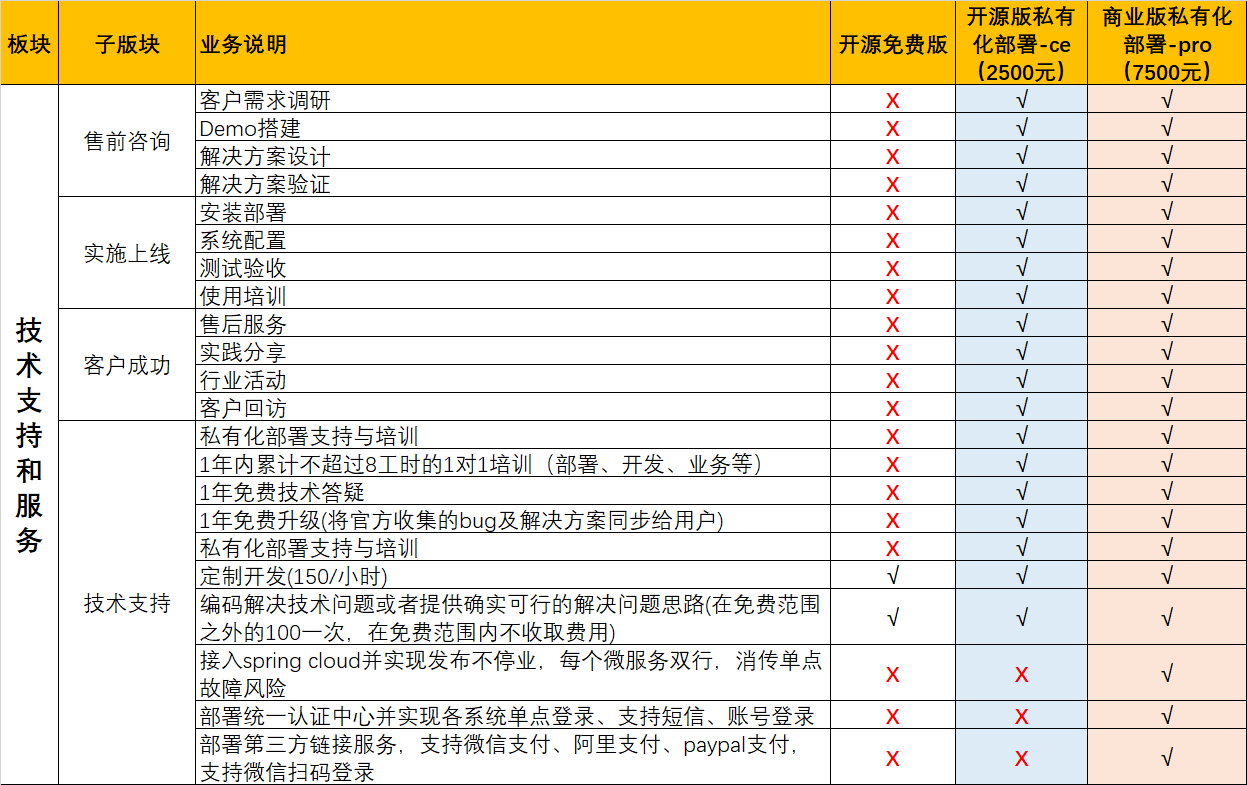 板块 子版块 业务说明 开源免费版 开源版私有化部署-ce（2500元） 商业版私有化部署-pro（7500元）
技术支持和服务
售前咨询
客户需求调研 X √ √
Demo搭建 X √ √
解决方案设计 X √ √
解决方案验证 X √ √
实施上线
安装部署 X √ √
系统配置 X √ √
测试验收 X √ √
使用培训 X √ √
客户成功
售后服务 X √ √
实践分享 X √ √
行业活动 X √ √
客户回访 X √ √
技术支持
私有化部署支持与培训 X √ √
1年内累计不超过8工时的1对1培训（部署、开发、业务等） X √ √
1年免费技术答疑 X √ √
1年免费升级(将官方收集的bug及解决方案同步给用户) X √ √
私有化部署支持与培训 X √ √
定制开发(150/小时) √ √ √
编码解决技术问题或者提供确实可行的解决问题思路(在免费范围
之外的100一次，在免费范围内不收取费用) √ √ √
接入spring cloud并实现发布不停业，每个微服务双行，消传单点
故障风险 X X √
部署统一认证中心并实现各系统单点登录、支持短信、账号登录 X X √
部署第三方链接服务，支持微信支付、阿里支付、paypal支付，
支持微信扫码登录 X X √